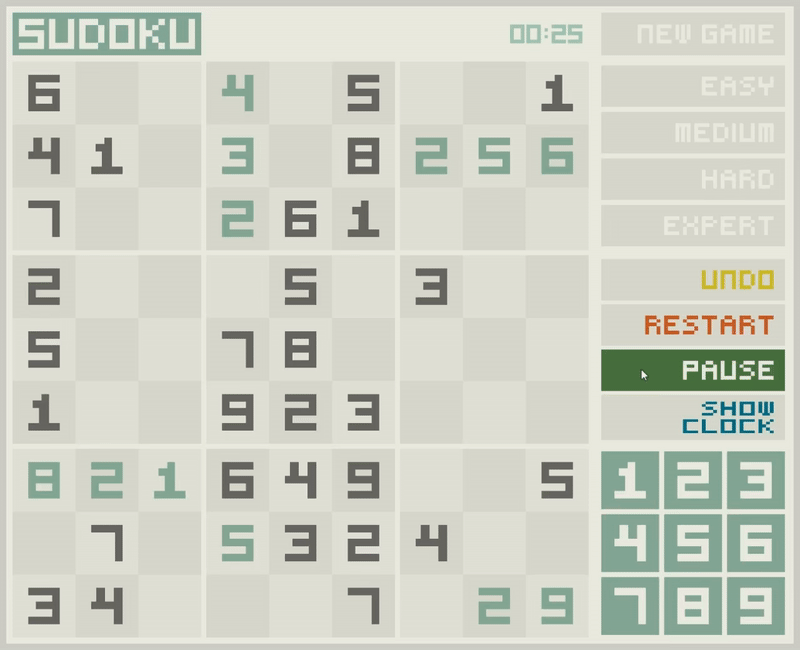 SUDOKU 00:25 NEW GAME
6 4 5 1 EASY
4 1 3 8 2 5 6 MEDIUM
HARD
7 2 6 1 EXPERT
2 5 3 UNDO
RESTART
5 7 8 PAUSE
1 9 2 3 SHOW
CLOCK
8 2 1 6 4 9 5 1 2 3
7 5 3 2 4 4 5 6
3 4 7 2 9 7 8 9